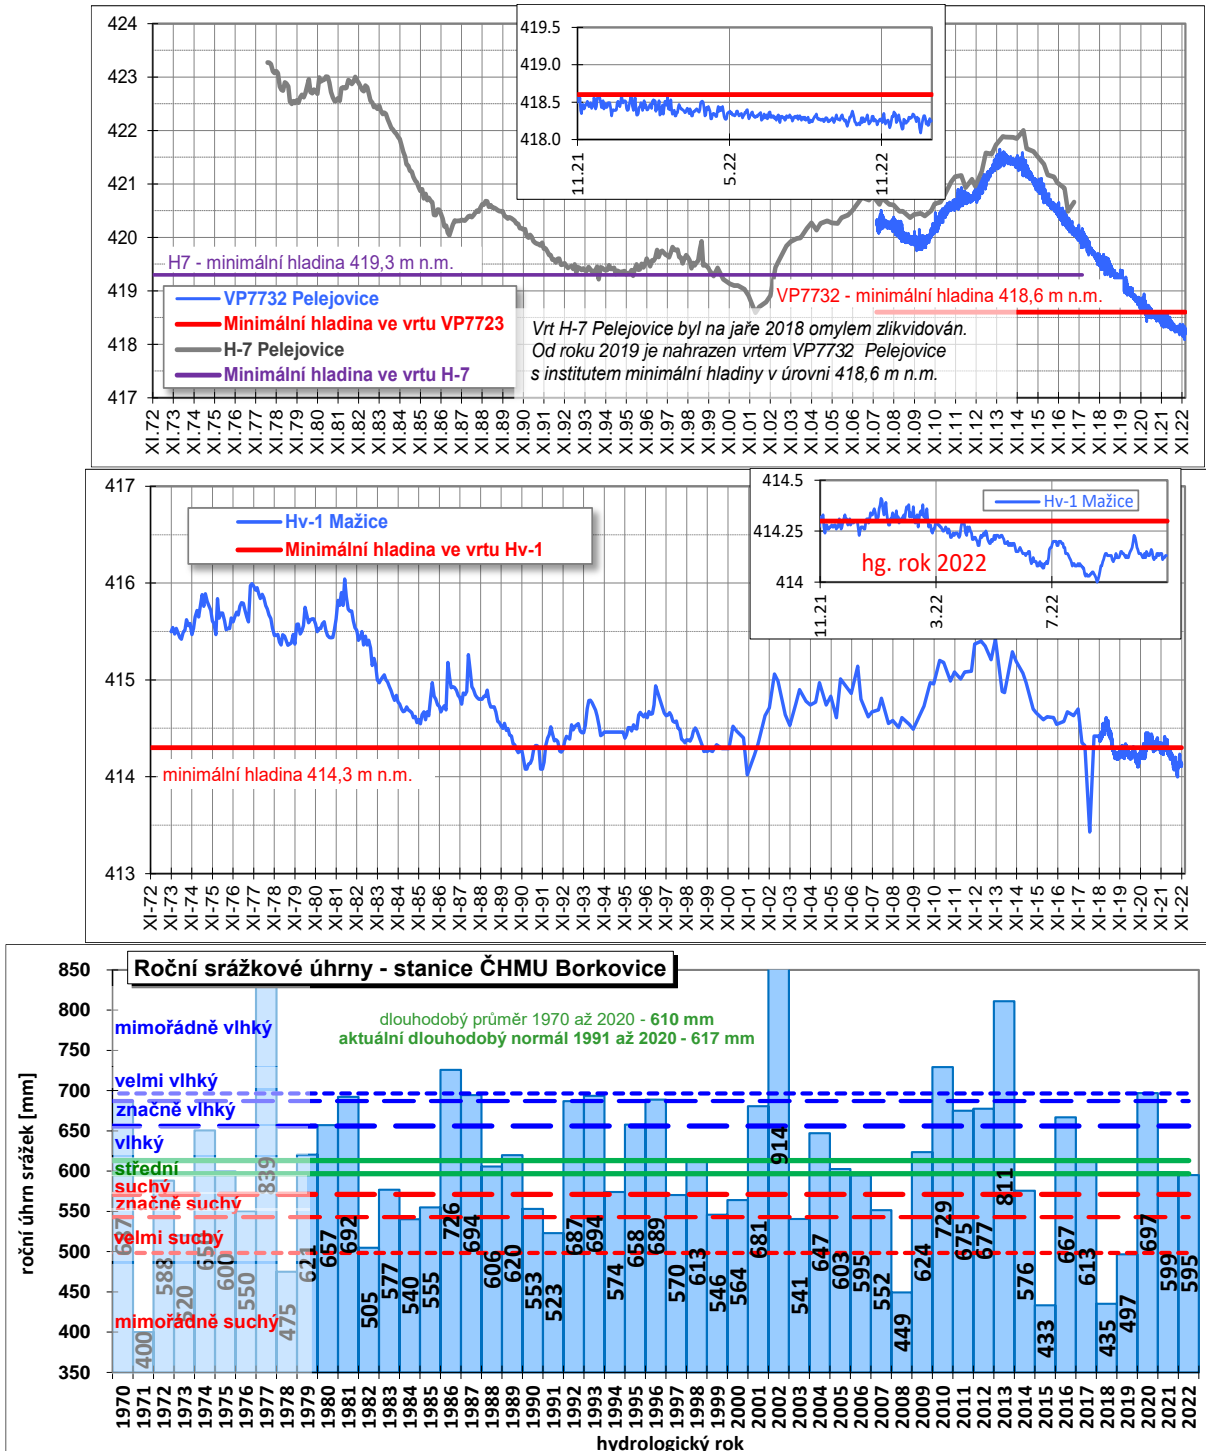 424
423
422
421
420
419
418
417
419.5
419.0
418.5
418.0
11.21
5.22
11.22
H7 - minimální hladina 419,3 m n.m.
VP7732 - minimální hladina 418,6 m n.m.
VP7732 Pelejovice
Minimální hladina ve vrtu VP7723
H-7 Pelejovice
Minimální hladina ve vrtu H-7
Vrt H-7 Pelejovice byl na jaře 2018 omylem zlikvidován.
Od roku 2019 je nahrazen vrtem VP7732 Pelejovice
s institutem minimální hladiny v úrovni 418,6 m n.m.
XI.72 XI.73 XI.74 XI.75 XI.76 XI.77 XI.78 XI.79 XI.80 XI.81 XI.82 XI.83 XI.84 XI.85 XI.86 XI.87 XI.88 XI.89 XI.90 XI.91 XI.92 XI.93 XI.94 XI.95 XI.96 XI.97 XI.98 XI.99 XI.00 XI.01 XI.02 XI.03 XI.04 XI.05 XI.06 XI.07 XI.08 XI.09 XI.10 XI.11 XI.12 XI.13 XI.14 XI.15 XI.16 XI.17 XI.18 XI.19 XI.20 XI.21 XI.22
417
416
415
414
413
Hv-1 Mažice
Minimální hladina ve vrtu Hv-1
414.5
414.25
414
Hv-1 Mažice
hg. rok 2022
11.21
3.222
7.22
minimální hladina 414,3 m n.m.
XI-72 XI-73 XI-74 XI-75 XI-76 XI-77 XI-78 XI-79 XI-80 XI-81 XI-82 XI-83 XI-84 XI-85 XI-86 XI-87 XI-88 XI-89 XI-90 XI-91 XI-92 XI-93 XI-94 XI-95 XI-96 XI-97 XI-98 XI-99 XI-00 XI-01 XI-02 XI-03 XI-04 XI-05 XI-06 XI-07 XI-08 XI-09 XI-10 XI-11 XI-12 XI-13 XI-14 XI-15 XI-16 XI-17 XI-18 XI-19 XI-20 XI-21 XI-22
Roční srážkové úhrny - stanice ČHMU Borkovice
dlouhodobý průměr 1970 až 2020 - 610 mm
aktuální dlouhodobý normál 1991 až 2020 - 617 mm
roční úhrn srážek [mm]
850
800
750
700
650
600
550
500
450
400
350
mimořádně vlhký
velmi vlhký
značně vlhký
vlhký
střední
suchý
značně suchý
velmi suchý
mimořádně suchý
400 588 520 600 550 839 475 621 657 692 505 577 540 555 726 694 606 620 553 523 687 694 574 658 689 570 613 546 564 681 914 541 647 603 595 552 449 624 729 675 677 811 576 433 667 613 435 497 697 599 595
1970 1971 1972 1973 1974 1975 1976 1977 1978 1979 1980 1981 1982 1983 1984 1985 1986 1987 1988 1989 1990 1991 1992 1993 1994 1995 1996 1997 1998 1999 2000 2001 2002 2003 2004 2005 2006 2007 2008 2009 2010 2011 2012 2013 2014 2015 2016 2017 2018 2019 2020 2021 2022
hydrologický rok